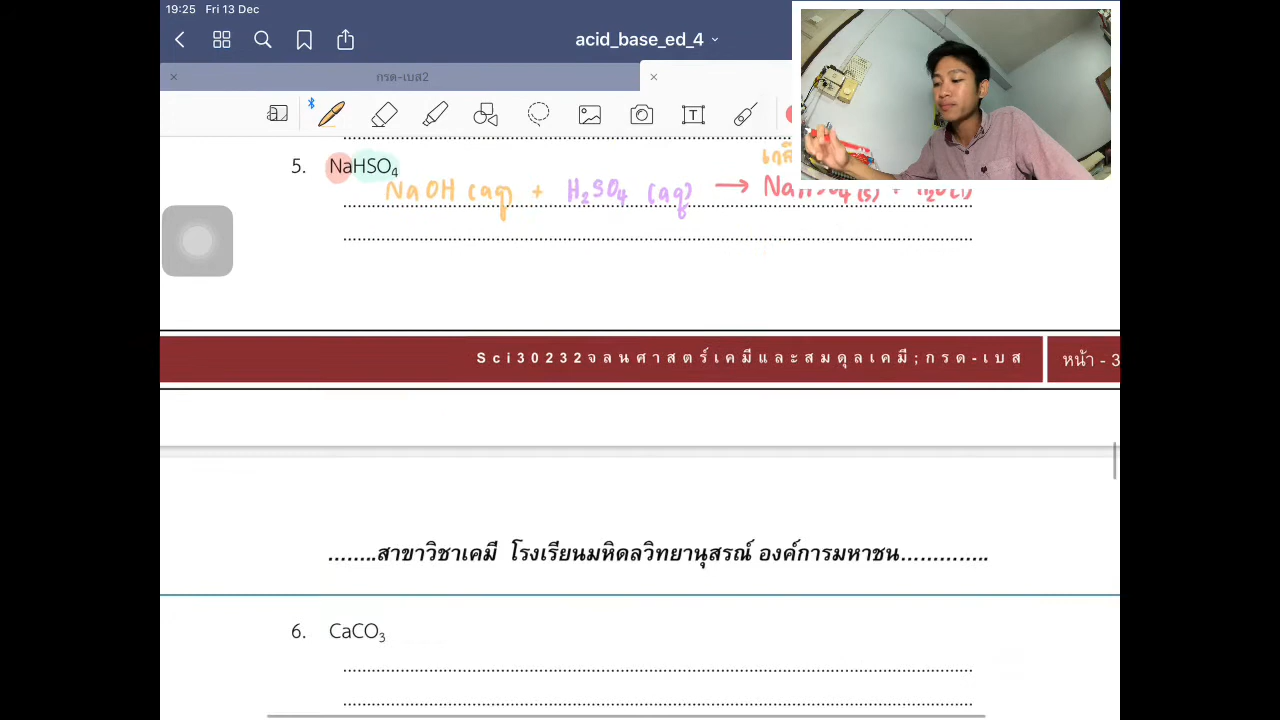 19:25 Fri 13 Dec
acid_base_ed_4
กรด-เบส2
5. NaHSO₄
NaOH (aq) + H₂SO₄ (aq) →
Sci30232จลนศาสตร์เคมีและสมดุลเคมี;กรด-เบส หน้า - 3
........สาขาวิชาเคมี โรงเรียนมหิดลวิทยานุสรณ์ องค์การมหาชน..............
6. CaCO₃